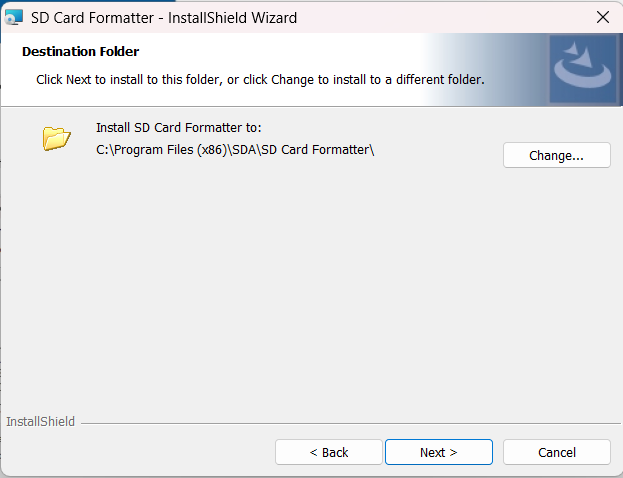 SD Card Formatter - InstallShield Wizard
Destination Folder
Click Next to install to this folder, or click Change to install to a different folder.
Install SD Card Formatter to:
C:\Program Files (x86)\SDA\SD Card Formatter\
Change...
InstallShield
< Back
Next >
Cancel